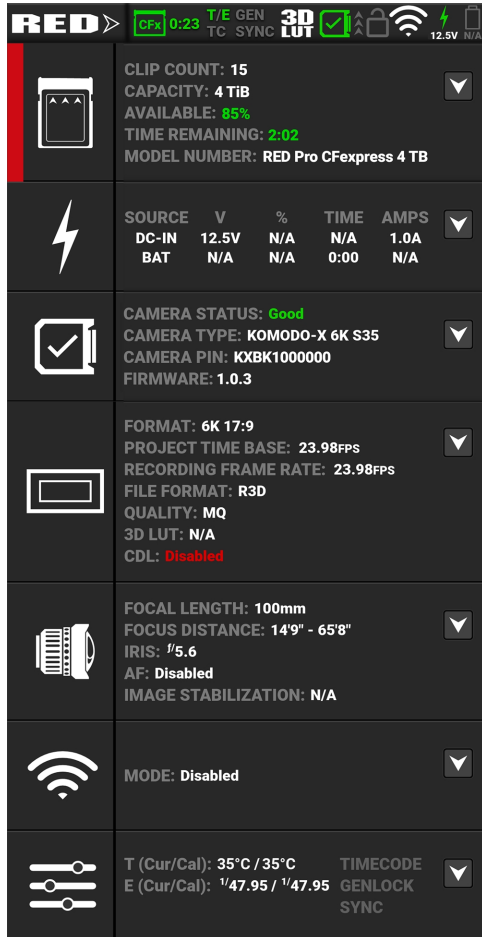 RED
CFx 0:23 T/E GEN 3D
TC SYNC LUT 12.5V N/A
CLIP COUNT: 15
CAPACITY: 4 TiB
AVAILABLE: 85%
TIME REMAINING: 2:02
MODEL NUMBER: RED Pro CFexpress 4 TB
SOURCE V % TIME AMPS
DC-IN 12.5V N/A N/A 1.0A
BAT N/A N/A 0:00 N/A
CAMERA STATUS: Good
CAMERA TYPE: KOMODO-X 6K S35
CAMERA PIN: KXBK1000000
FIRMWARE: 1.0.3
FORMAT: 6K 17:9
PROJECT TIME BASE: 23.98FPS
RECORDING FRAME RATE: 23.98FPS
FILE FORMAT: R3D
QUALITY: MQ
3D LUT: N/A
CDL: Disabled
FOCAL LENGTH: 100mm
FOCUS DISTANCE: 14'9" - 65'8"
IRIS: f/5.6
AF: Disabled
IMAGE STABILIZATION: N/A
MODE: Disabled
T (Cur/Cal): 35°C / 35°C TIMECODE
E (Cur/Cal): 1/47.95 / 1/47.95 GENLOCK
SYNC